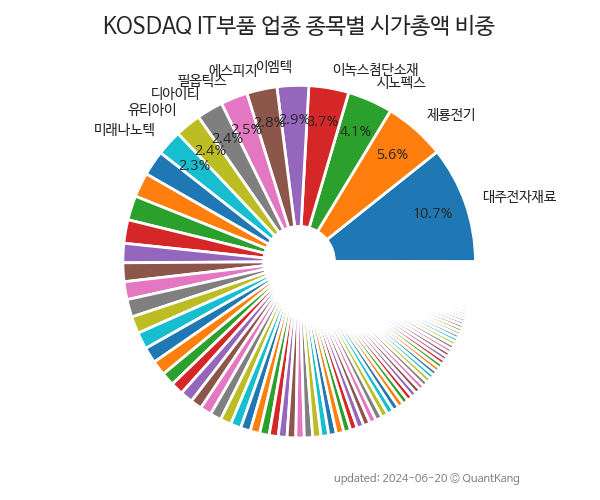 KOSDAQ IT부품 업종 종목별 시가총액 비중
대주전자재료
10.7%
제룡전기
5.6%
시노펙스
4.1%
이녹스첨단소재
3.7%
이엠텍
2.9%
에스피지
2.8%
필옵틱스
2.5%
디아이티
2.4%
유티아이
2.4%
미래나노텍
2.3%
updated: 2024-06-20 © QuantKang